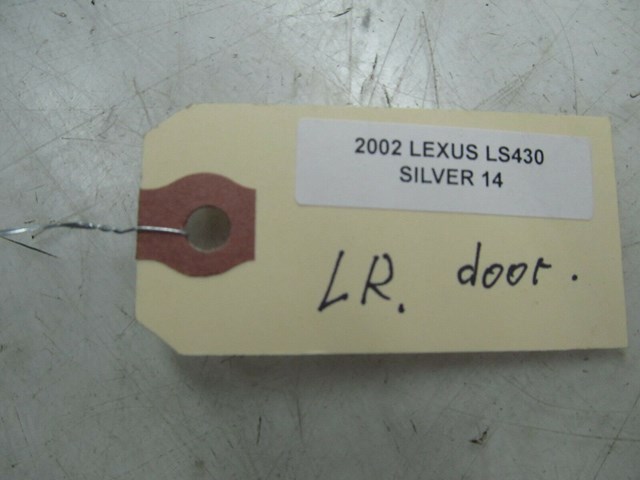 2002 LEXUS LS430
SILVER 14
LR. door.